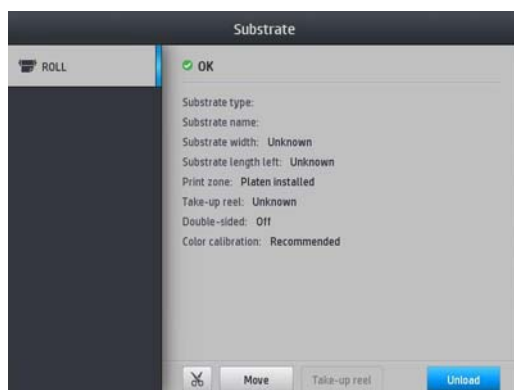 Substrate
ROLL
OK
Substrate type:
Substrate name:
Substrate width: Unknown
Substrate length left: Unknown
Print zone: Platen installed
Take-up reel: Unknown
Double-sided: Off
Color calibration: Recommended
Move Take-up reel Unload